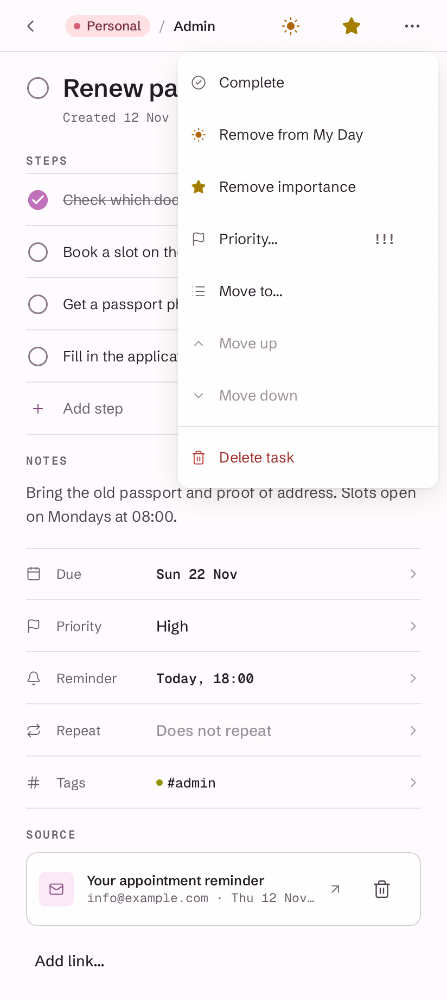 Personal / Admin
Renew pa
Created 12 Nov
Complete
Remove from My Day
Remove importance
Priority... !!!
Move to...
Move up
Move down
Delete task
STEPS
Check which doc
Book a slot on th
Get a passport ph
Fill in the applica
Add step
NOTES
Bring the old passport and proof of address. Slots open
on Mondays at 08:00.
Due Sun 22 Nov
Priority High
Reminder Today, 18:00
Repeat Does not repeat
Tags #admin
SOURCE
Your appointment reminder
info@example.com · Thu 12 Nov…
Add link...